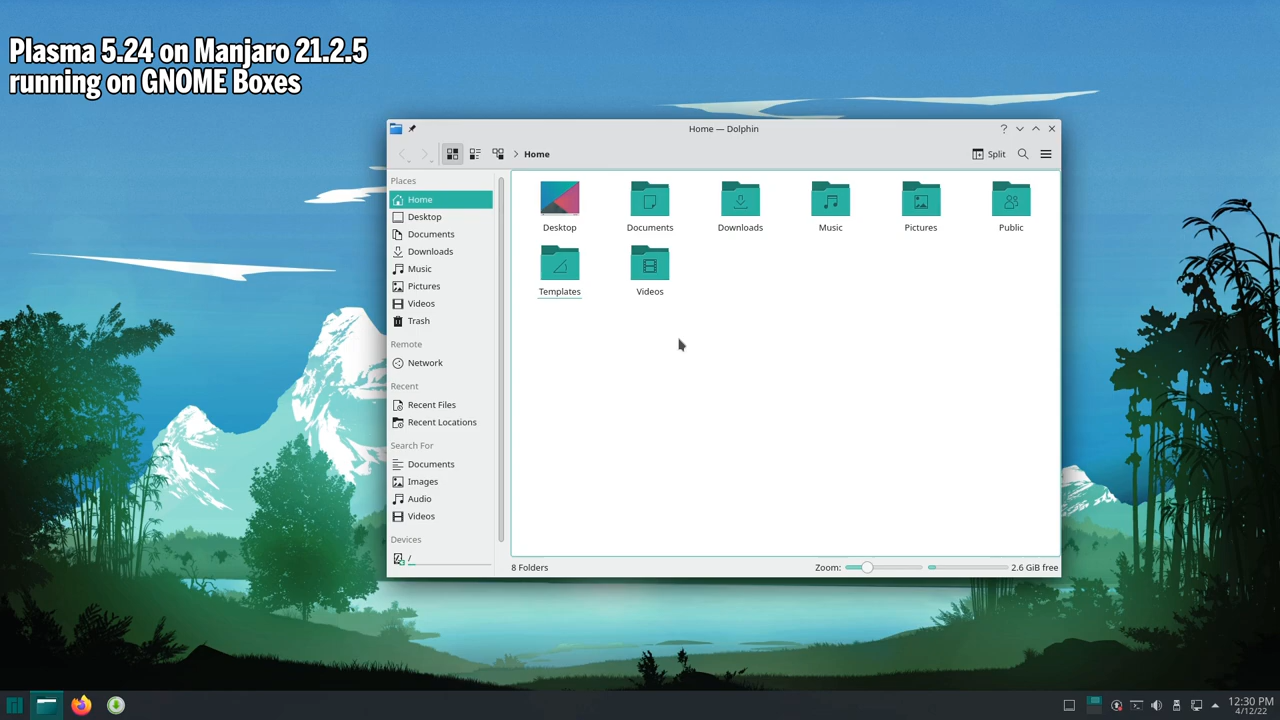 Plasma 5.24 on Manjaro 21.2.5
running on GNOME Boxes
Home — Dolphin
Home
Split
Places
Home
Desktop
Documents
Downloads
Music
Pictures
Videos
Trash
Remote
Network
Recent
Recent Files
Recent Locations
Search For
Documents
Images
Audio
Videos
Devices
/
Desktop
Documents
Downloads
Music
Pictures
Public
Templates
Videos
8 Folders
Zoom:
2.6 GiB free
12:30 PM
4/12/22